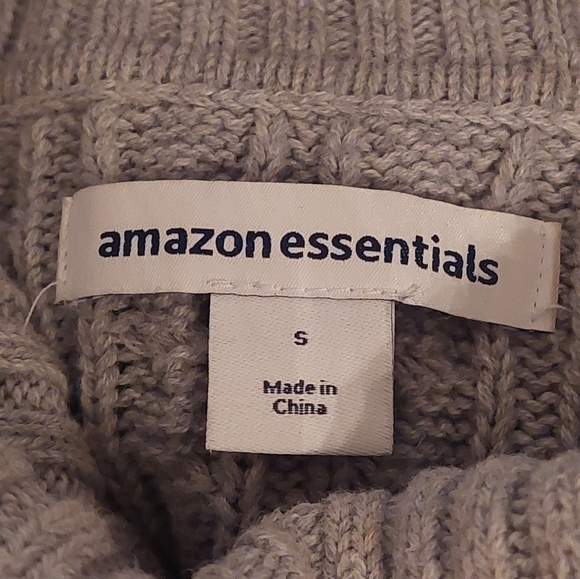 amazon essentials
S
Made in
China